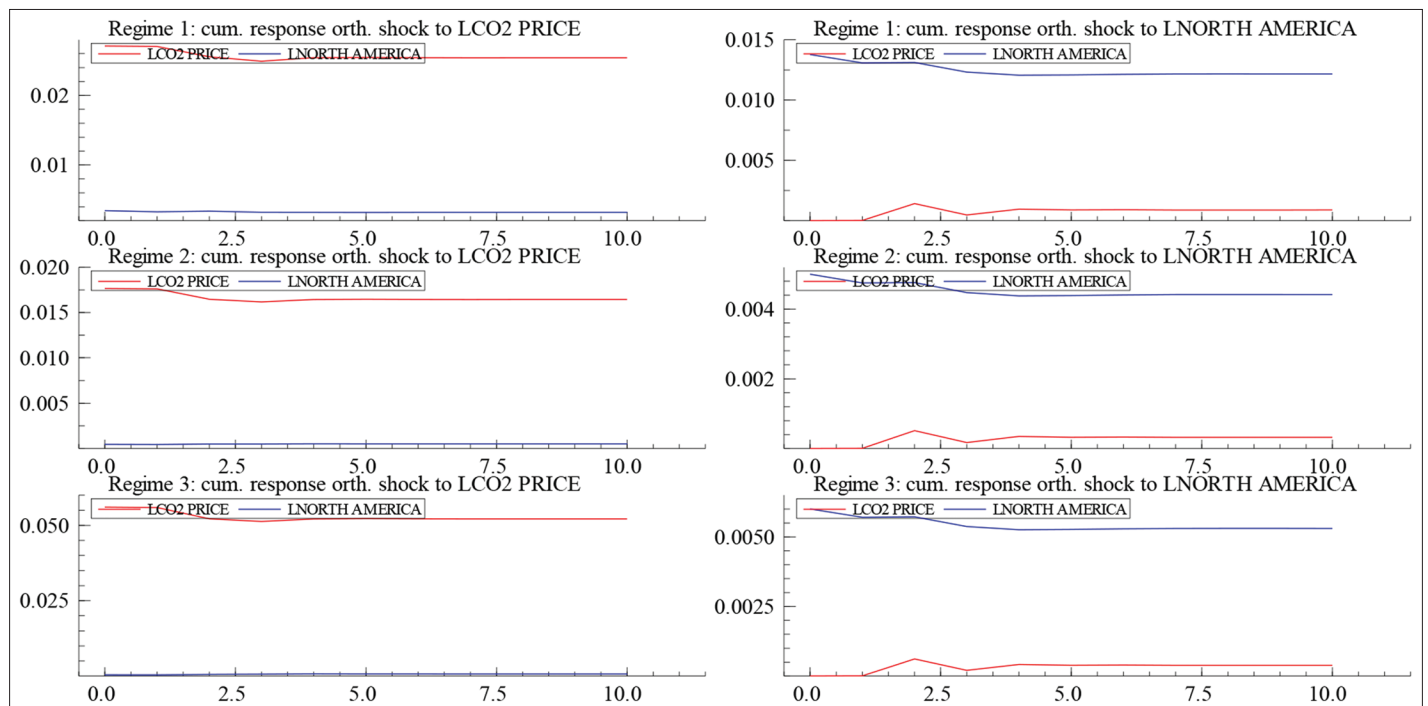 Regime 1: cum. response orth. shock to LCO2 PRICE
LCO2 PRICE LNORTH AMERICA
0.02
0.01
0.0 2.5 5.0 7.5 10.0
Regime 1: cum. response orth. shock to LNORTH AMERICA
0.015
LCO2 PRICE LNORTH AMERICA
0.010
0.005
0.0 2.5 5.0 7.5 10.0
Regime 2: cum. response orth. shock to LCO2 PRICE
0.020
LCO2 PRICE LNORTH AMERICA
0.015
0.010
0.005
0.0 2.5 5.0 7.5 10.0
Regime 2: cum. response orth. shock to LNORTH AMERICA
LCO2 PRICE LNORTH AMERICA
0.004
0.002
0.0 2.5 5.0 7.5 10.0
Regime 3: cum. response orth. shock to LCO2 PRICE
LCO2 PRICE LNORTH AMERICA
0.050
0.025
0.0 2.5 5.0 7.5 10.0
Regime 3: cum. response orth. shock to LNORTH AMERICA
LCO2 PRICE LNORTH AMERICA
0.0050
0.0025
0.0 2.5 5.0 7.5 10.0